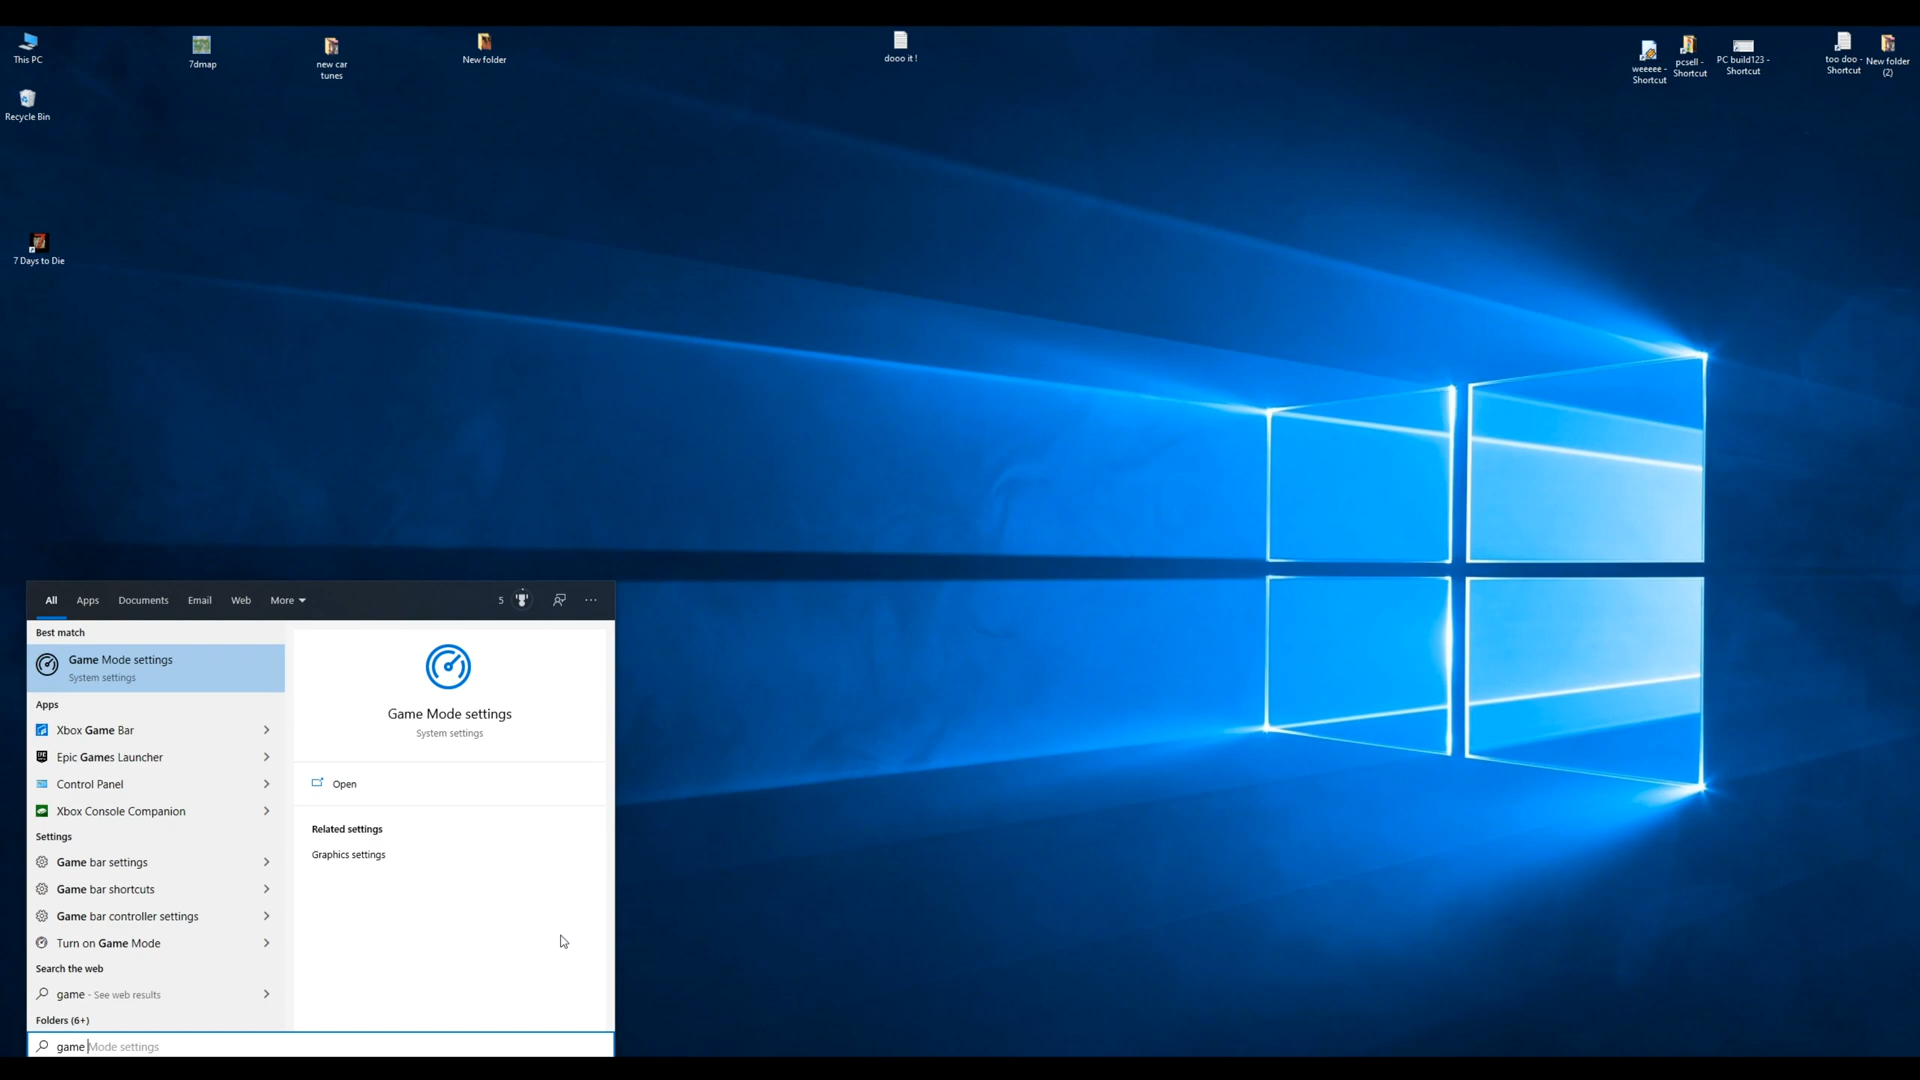 This PC
7dmap
new car
tunes
New folder
dooo it !
weeeee -
Shortcut
pcsell -
Shortcut
PC build123 -
Shortcut
too doo -
Shortcut
New folder
(2)
Recycle Bin
7 Days to Die
All Apps Documents Email Web More 5 ...
Best match
Game Mode settings
System settings
Apps
Xbox Game Bar
Epic Games Launcher
Control Panel
Xbox Console Companion
Settings
Game bar settings
Game bar shortcuts
Game bar controller settings
Turn on Game Mode
Search the web
game - See web results
Folders (6+)
game Mode settings
Game Mode settings
System settings
Open
Related settings
Graphics settings